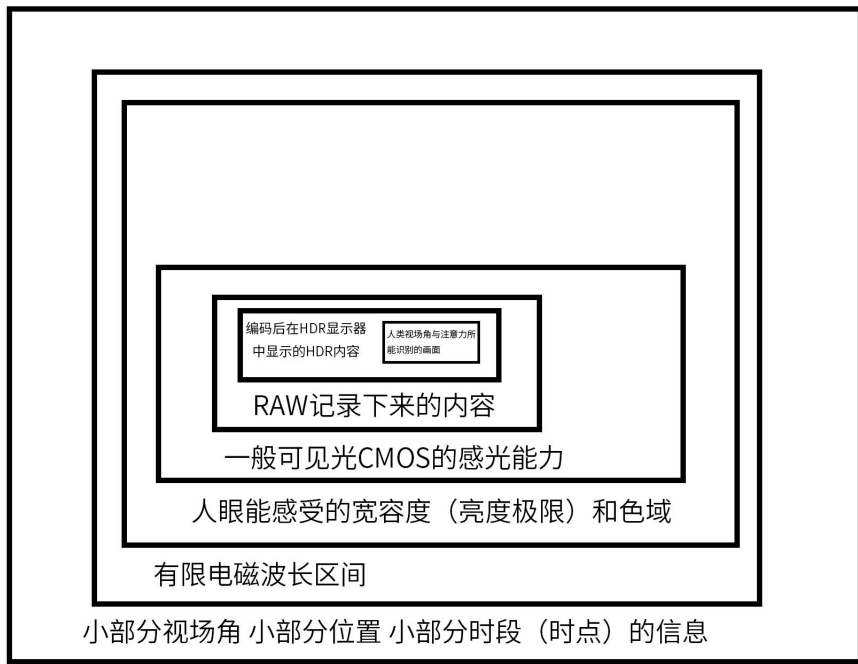 编码后在HDR显示器
中显示的HDR内容
人类视场角与注意力所
能识别的画面
RAW记录下来的内容
一般可见光CMOS的感光能力
人眼能感受的宽容度（亮度极限）和色域
有限电磁波长区间
小部分视场角 小部分位置 小部分时段（时点）的信息